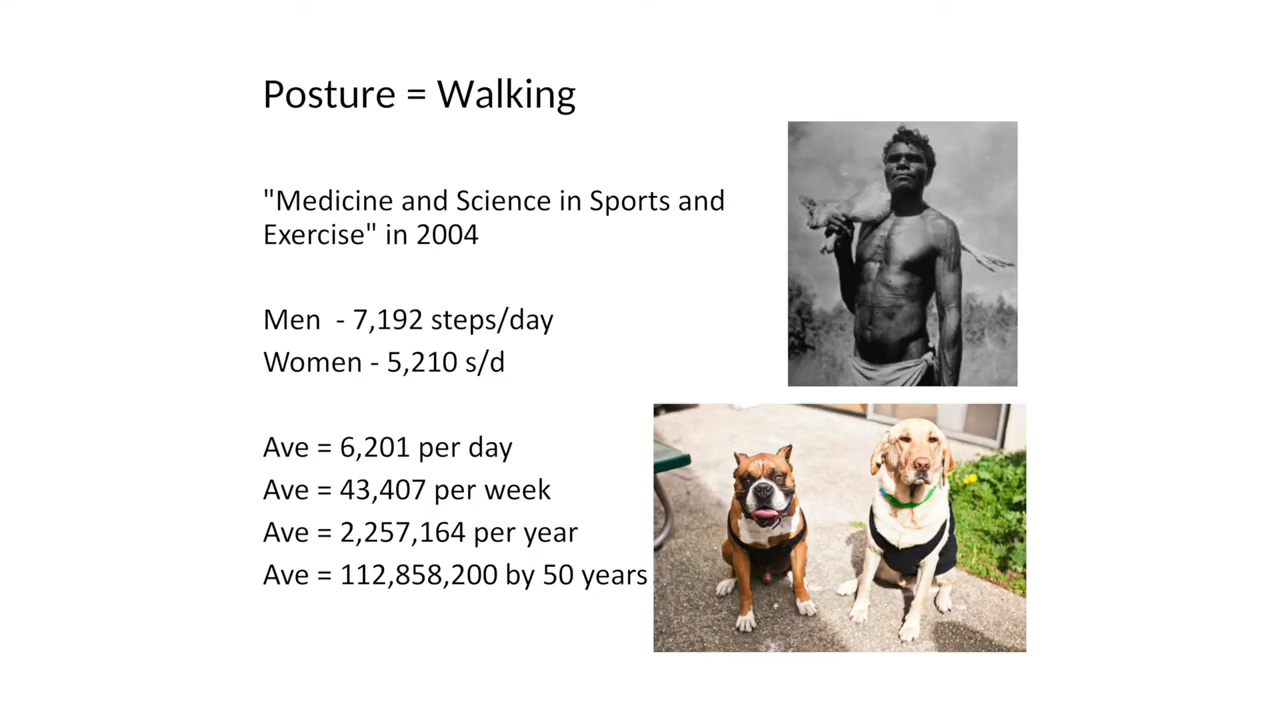 Posture = Walking
"Medicine and Science in Sports and
Exercise" in 2004
Men  - 7,192 steps/day
Women - 5,210 s/d
Ave = 6,201 per day
Ave = 43,407 per week
Ave = 2,257,164 per year
Ave = 112,858,200 by 50 years